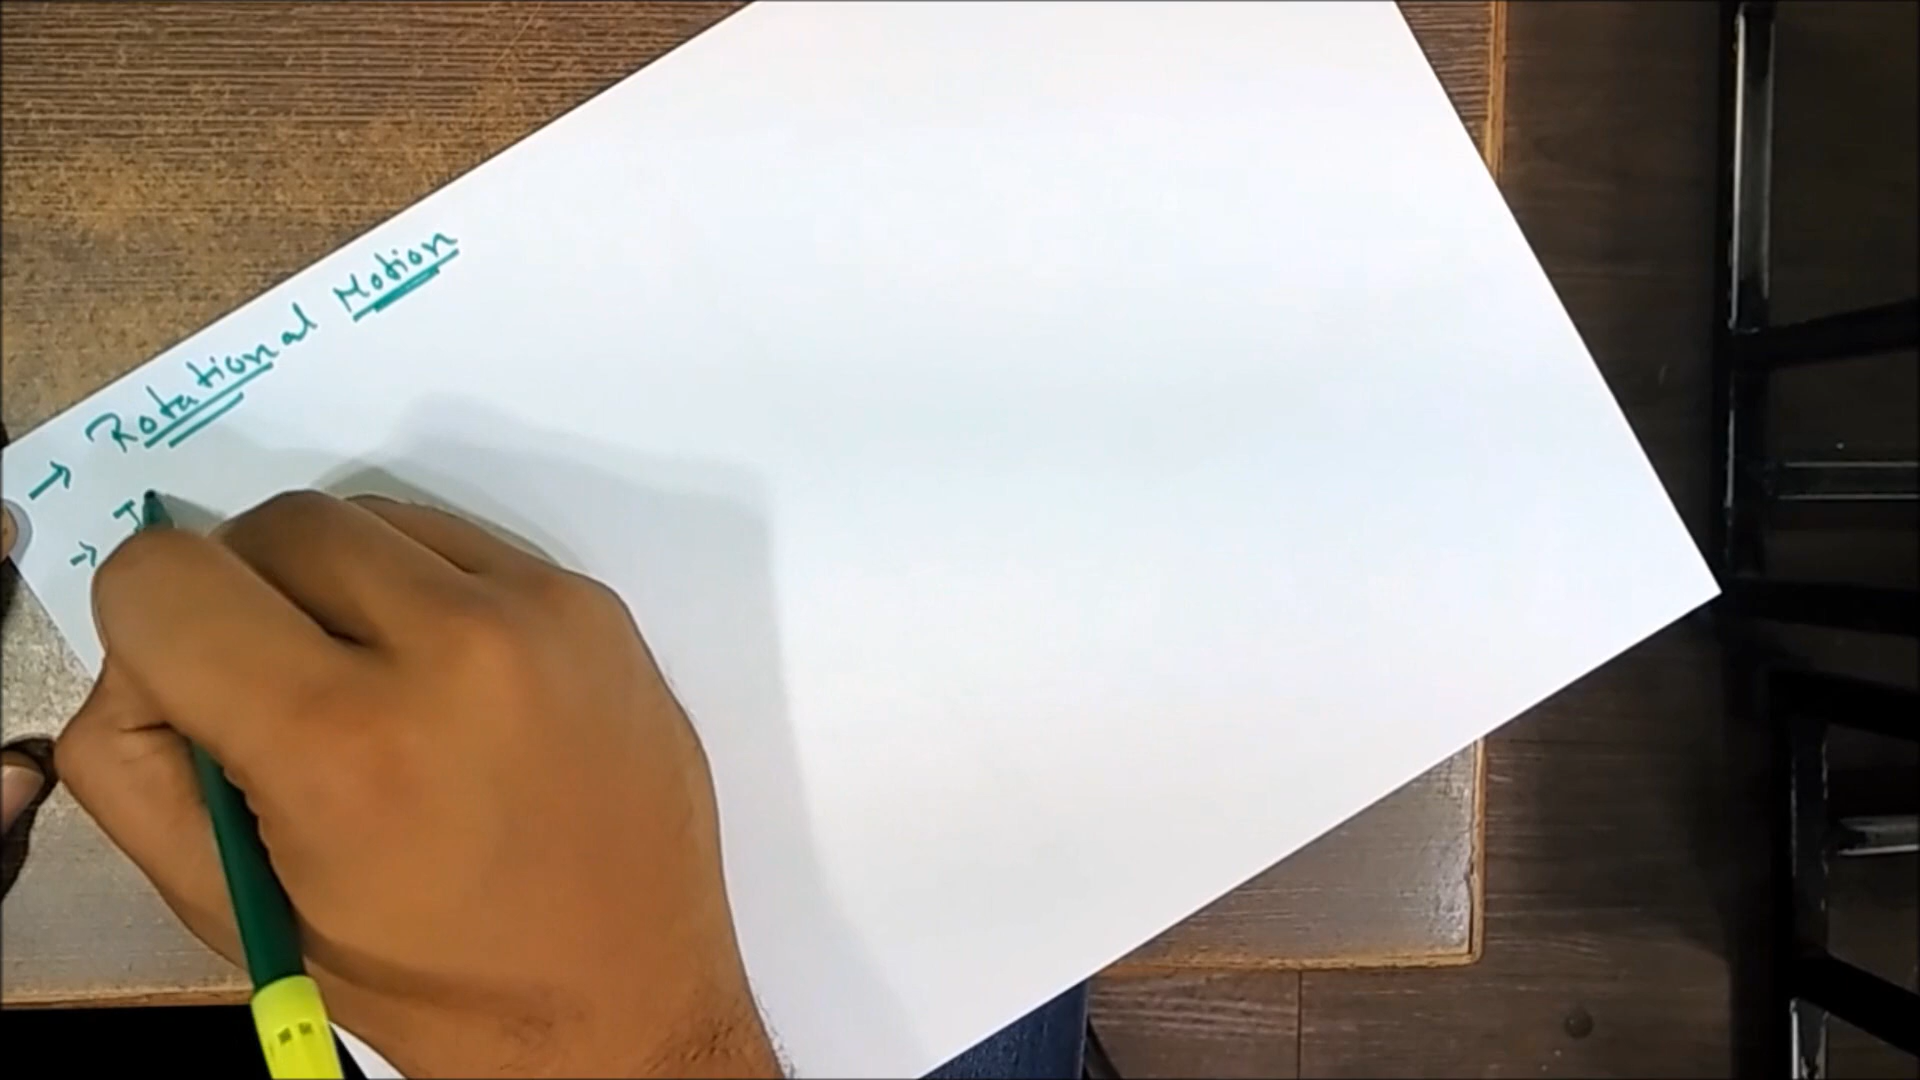 → Rotational Motion
→